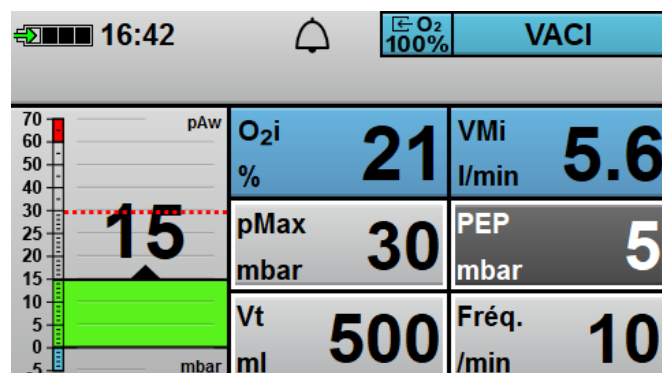 16:42
O₂
100%
VACI
70
60
50
40
30
25
20
15
10
5
0
-5
pAw
15
mbar
O₂i
%
21
VMi
l/min
5.6
pMax
mbar
30
PEP
mbar
5
Vt
ml
500
Fréq.
/min
10